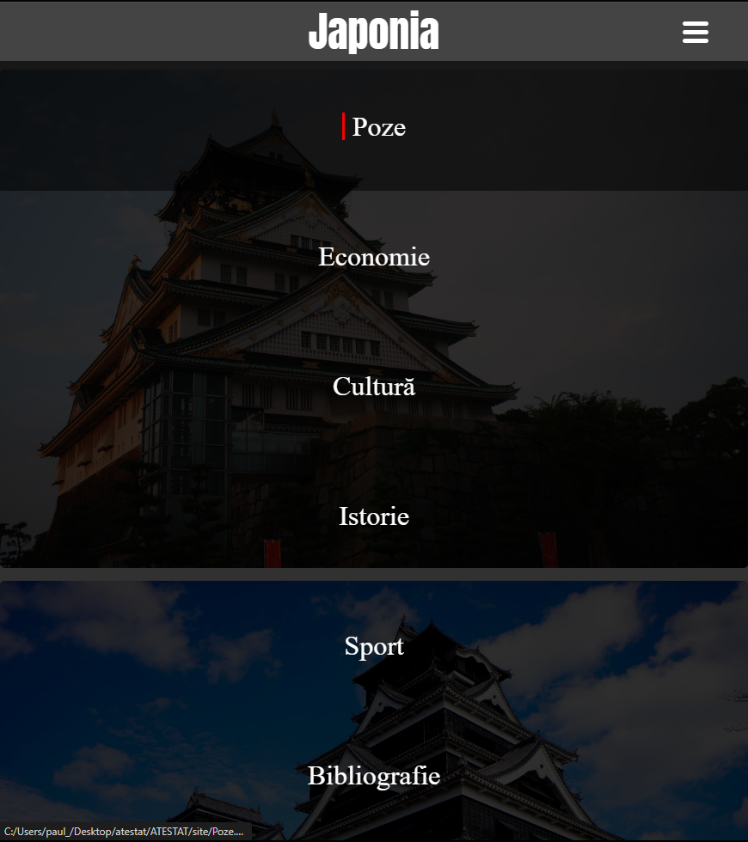 Japonia
Poze
Economie
Cultură
Istorie
Sport
Bibliografie
C:/Users/paul_/Desktop/atestat/ATESTAT/site/Poze....